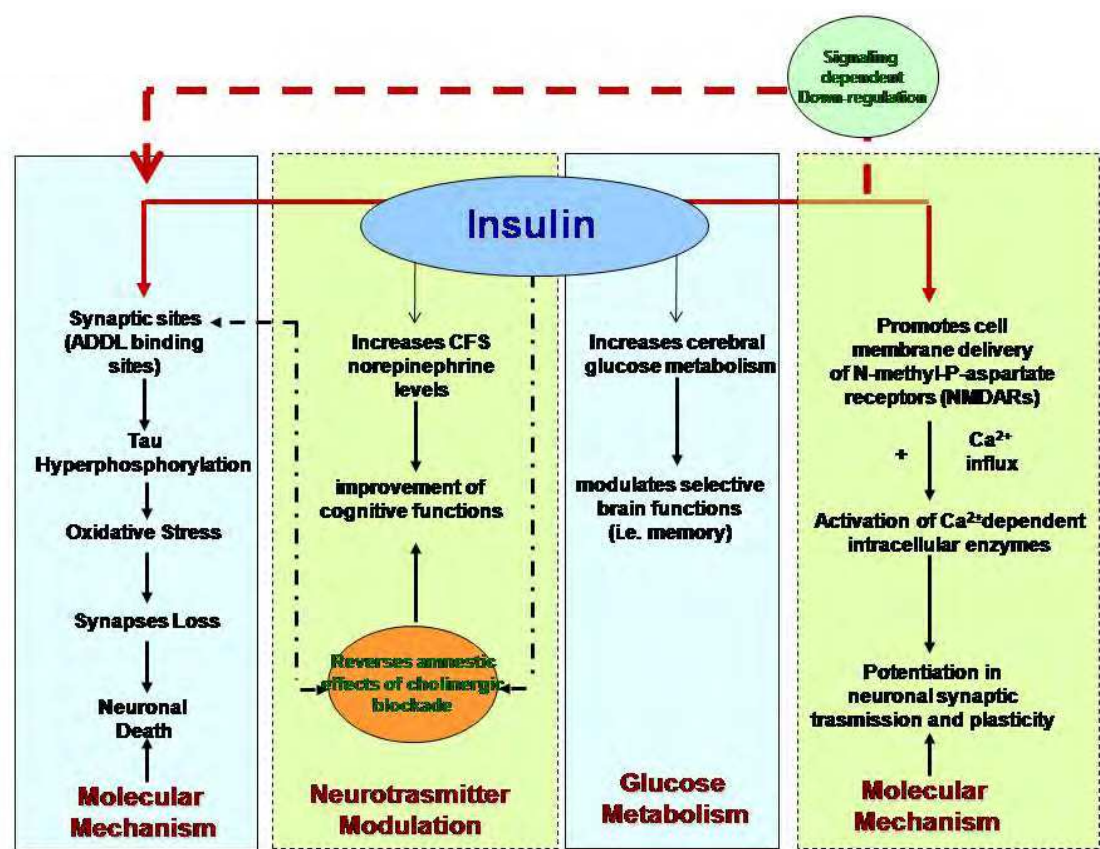 Signaling
dependent
Down-regulation
Insulin
Synaptic sites
(ADDL binding
sites)
Tau
Hyperphosphorylation
Oxidative Stress
Synapses Loss
Neuronal
Death
Molecular
Mechanism
Increases CFS
norepinephrine
levels
improvement of
cognitive functions
Reverses amnestic
effects of cholinergic
blockade
Neurotrasmitter
Modulation
Increases cerebral
glucose metabolism
modulates selective
brain functions
(i.e. memory)
Glucose
Metabolism
Promotes cell
membrane delivery
of N-methyl-P-aspartate
receptors (NMDARs)
+
Ca²⁺
influx
Activation of Ca²⁺dependent
intracellular enzymes
Potentiation in
neuronal synaptic
trasmission and plasticity
Molecular
Mechanism